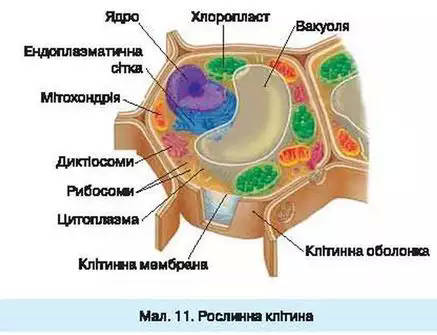 Ядро
Хлоропласт
Вакуоля
Ендоплазматична
сітка
Мітохондрія
Диктіосоми
Рибосоми
Цитоплазма
Клітинна мембрана
Клітинна оболонка
Мал. 11. Рослинна клітина